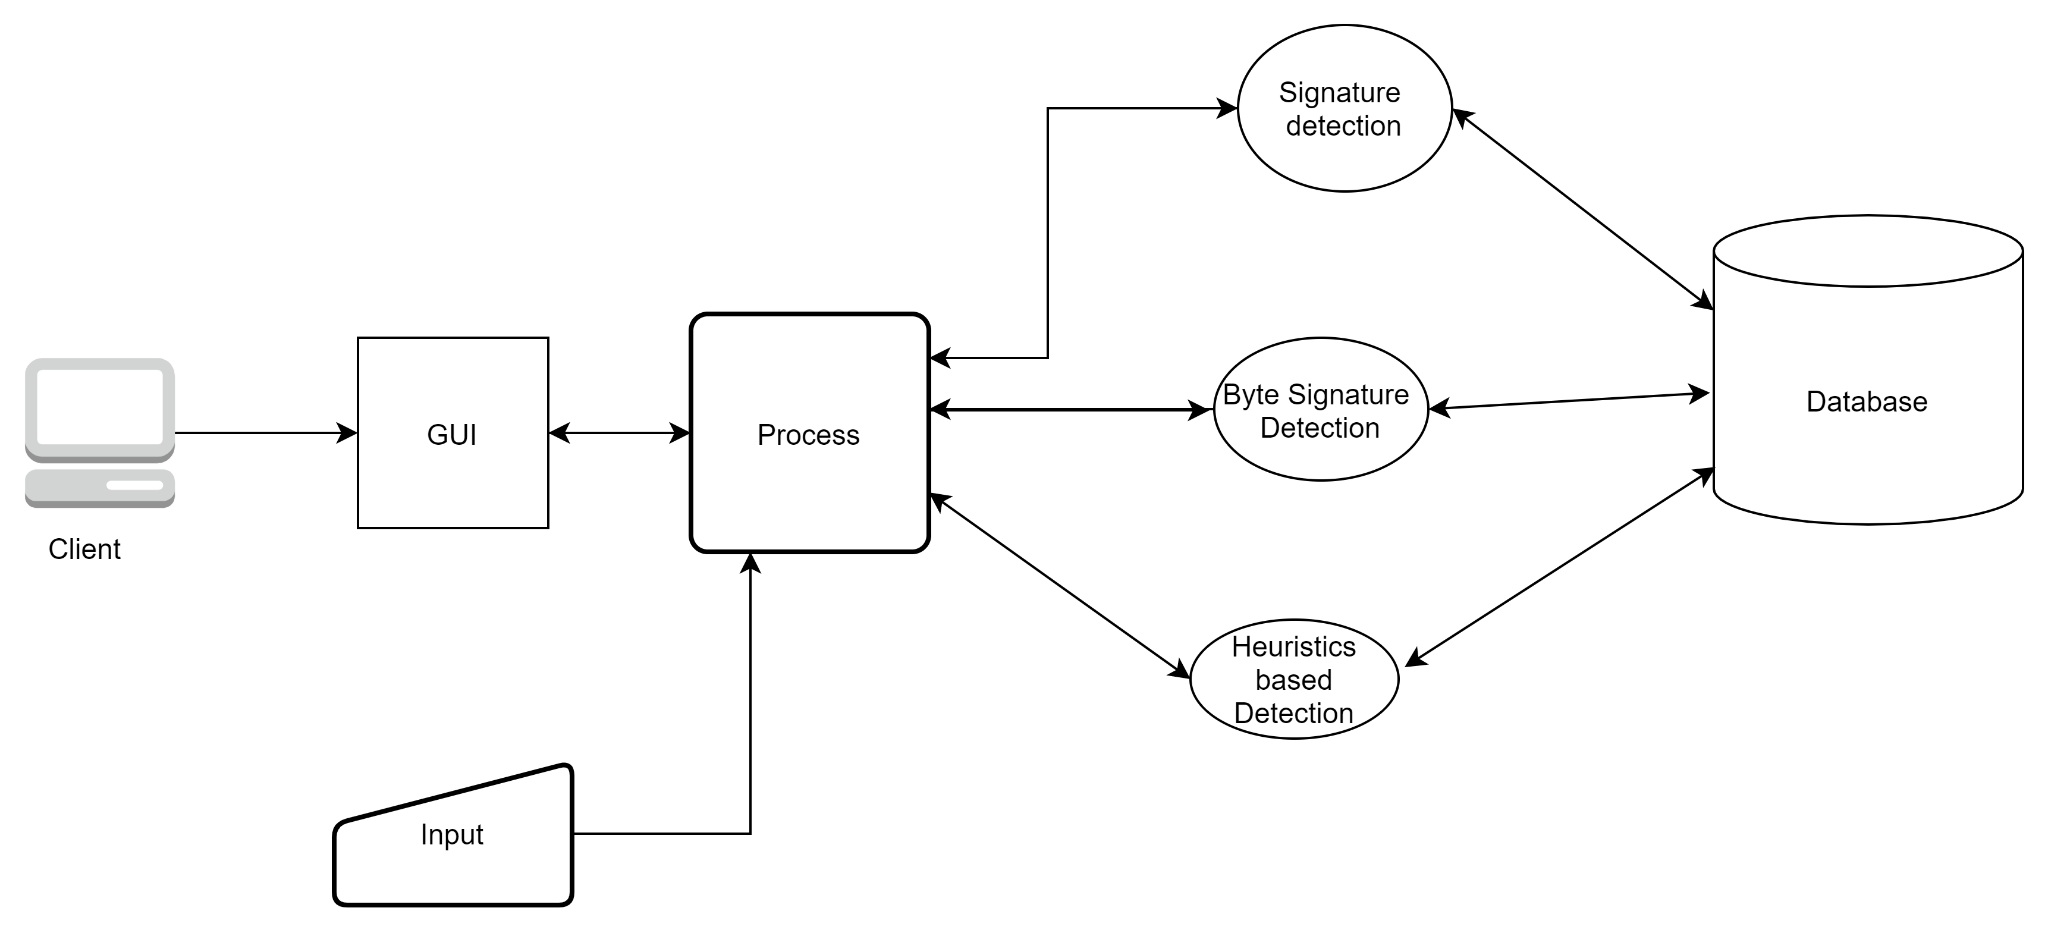 Signature
detection
Client
GUI
Process
Byte Signature
Detection
Database
Heuristics
based
Detection
Input